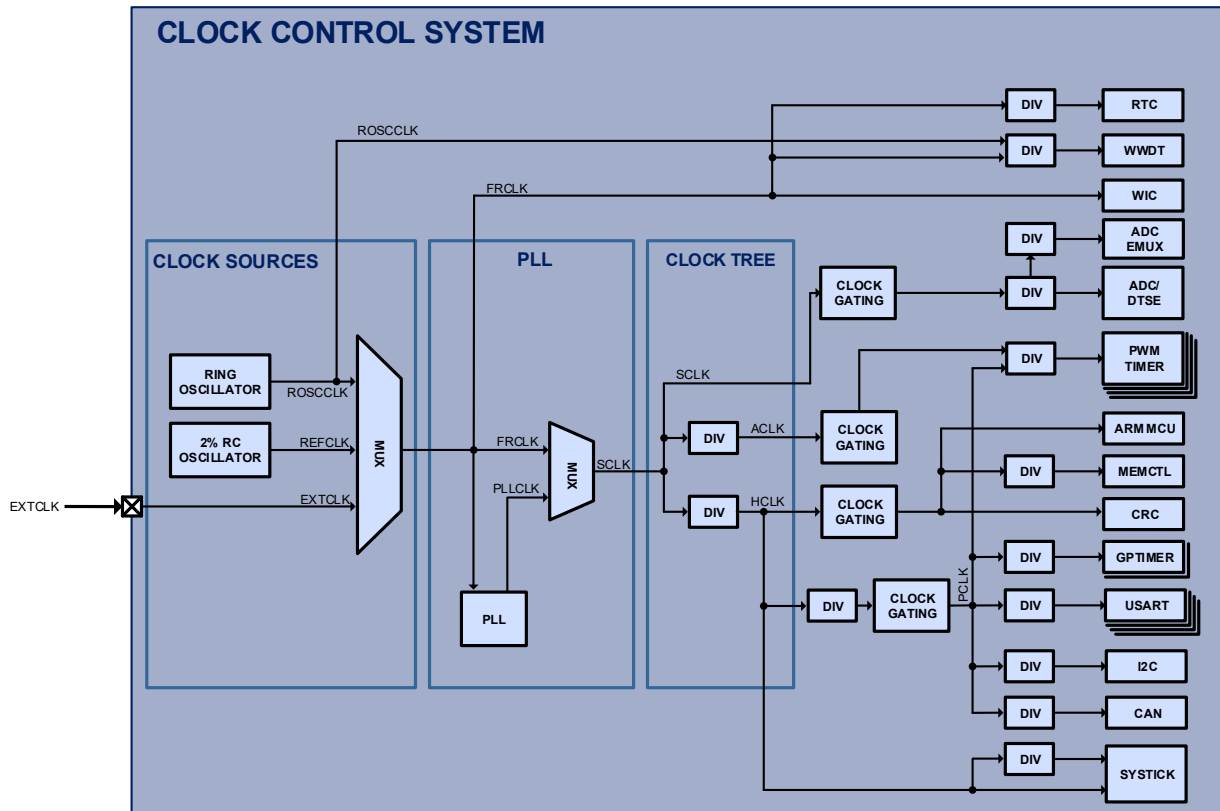 CLOCK CONTROL SYSTEM
DIV
RTC
ROSCCLK
DIV
WWDT
FRCLK
WIC
CLOCK SOURCES
PLL
CLOCK TREE
DIV
ADC
EMUX
CLOCK
GATING
DIV
ADC/
DTSE
RING
OSCILLATOR
ROSCCLK
2% RC
OSCILLATOR
REFCLK
EXTCLK
EXTCLK
MUX
FRCLK
PLLCLK
MUX
SCLK
PLL
SCLK
DIV
ACLK
CLOCK
GATING
DIV
PWM
TIMER
DIV
HCLK
CLOCK
GATING
ARM MCU
DIV
MEMCTL
CRC
DIV
CLOCK
GATING
PCLK
DIV
GPTIMER
DIV
USART
DIV
I2C
DIV
CAN
DIV
SYSTICK